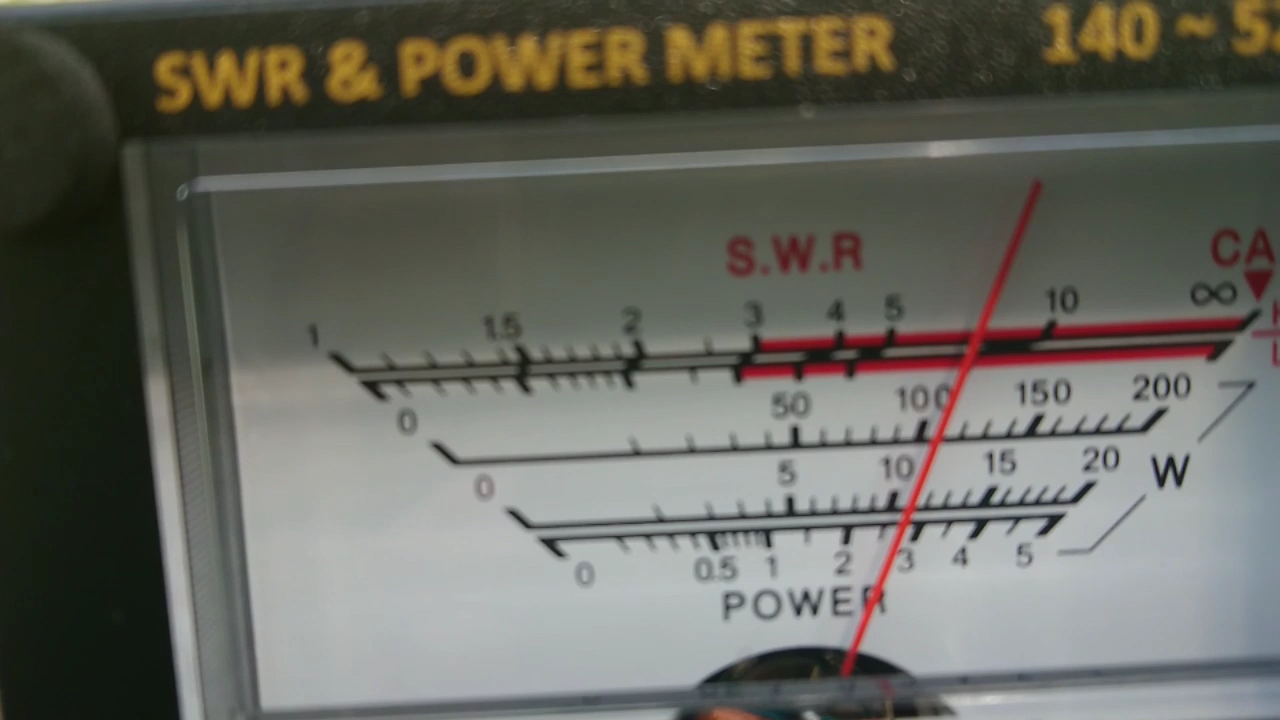 SWR & POWER METER 140 ~ 5
S.W.R CA
1 1.5 2 3 4 5 10 ∞
0 50 100 150 200
0 5 10 15 20 W
0 0.5 1 2 3 4 5
POWER